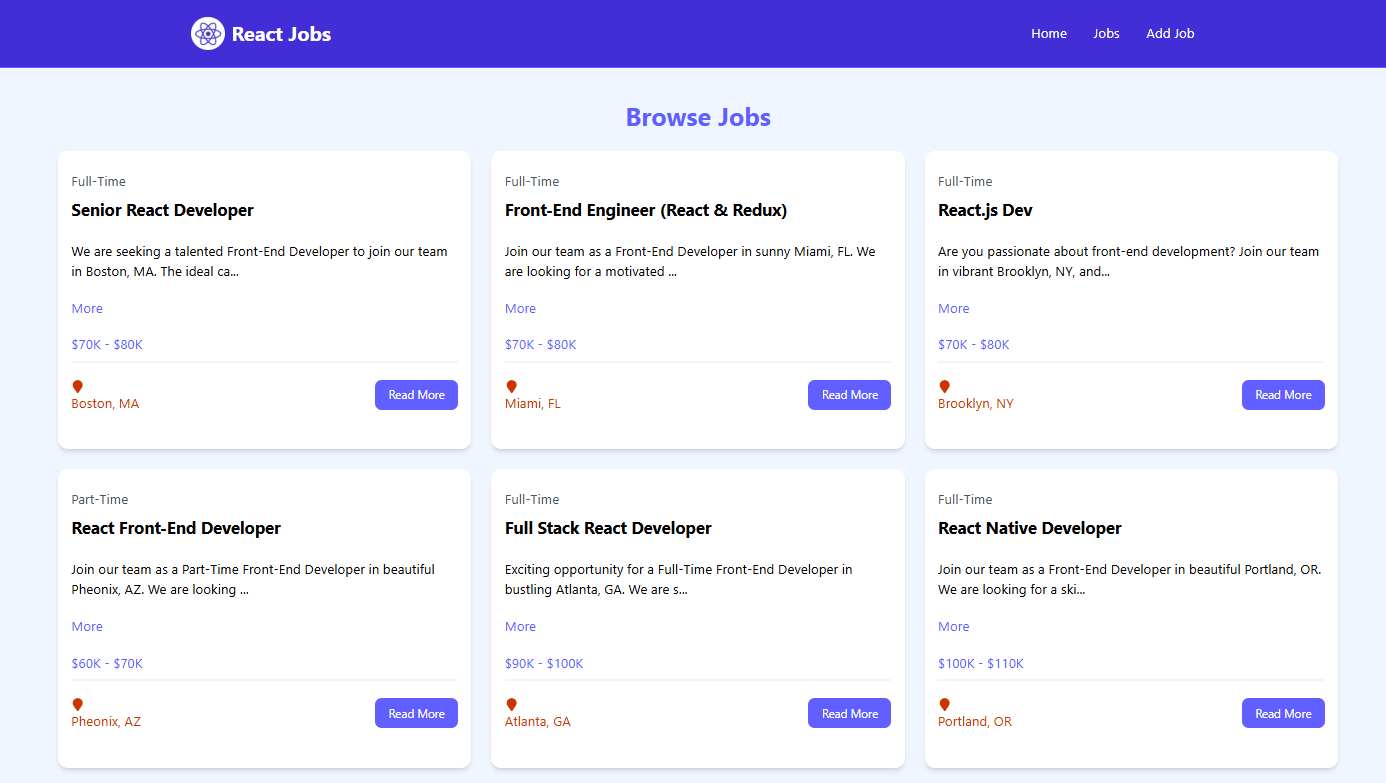 React Jobs
Home
Jobs
Add Job
Browse Jobs
Full-Time
Senior React Developer
We are seeking a talented Front-End Developer to join our team
in Boston, MA. The ideal ca...
More
$70K - $80K
Boston, MA
Read More
Full-Time
Front-End Engineer (React & Redux)
Join our team as a Front-End Developer in sunny Miami, FL. We
are looking for a motivated ...
More
$70K - $80K
Miami, FL
Read More
Full-Time
React.js Dev
Are you passionate about front-end development? Join our team
in vibrant Brooklyn, NY, and...
More
$70K - $80K
Brooklyn, NY
Read More
Part-Time
React Front-End Developer
Join our team as a Part-Time Front-End Developer in beautiful
Pheonix, AZ. We are looking ...
More
$60K - $70K
Pheonix, AZ
Read More
Full-Time
Full Stack React Developer
Exciting opportunity for a Full-Time Front-End Developer in
bustling Atlanta, GA. We are s...
More
$90K - $100K
Atlanta, GA
Read More
Full-Time
React Native Developer
Join our team as a Front-End Developer in beautiful Portland, OR.
We are looking for a ski...
More
$100K - $110K
Portland, OR
Read More